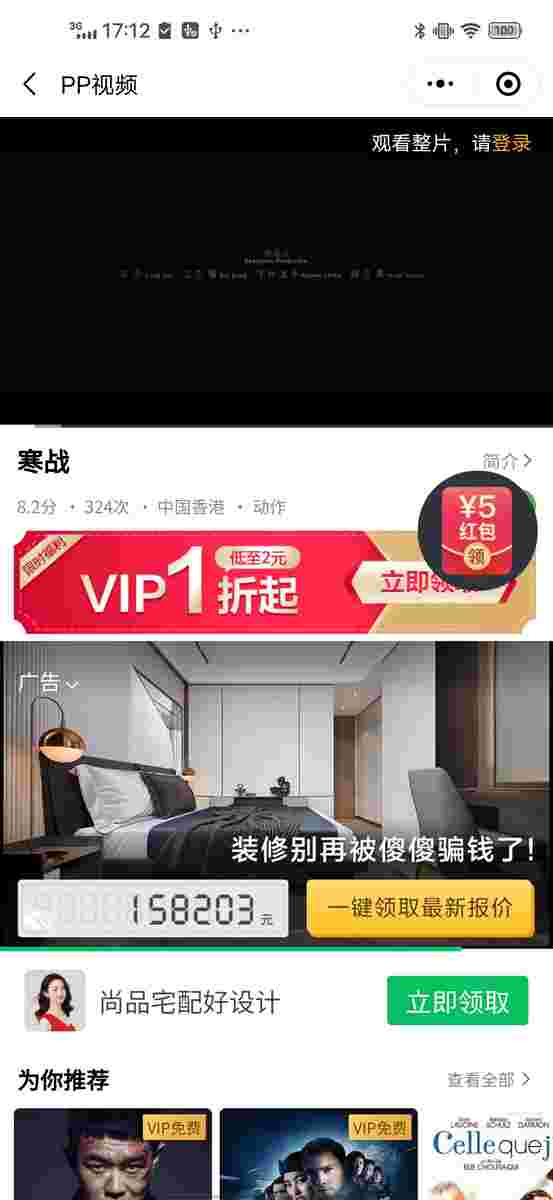 3G 17:12 100
PP视频
观看整片，请登录
寒战
简介
8.2分 · 324次 · 中国香港 · 动作
¥5
红包
领
限时福利
VIP1折起
低至2元
立即领
广告
装修别再被傻傻骗钱了！
158203元
一键领取最新报价
尚品宅配好设计
立即领取
为你推荐
查看全部
VIP免费
VIP免费
Celle que j
ELIE CHOURAQUI